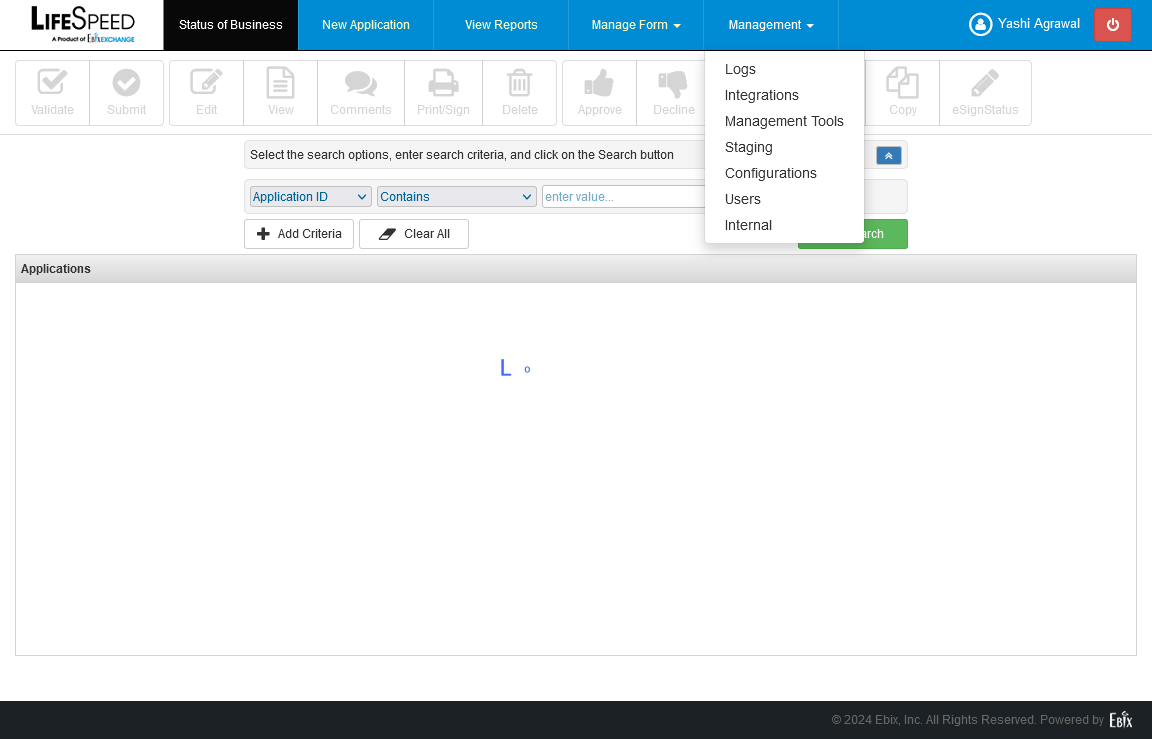 LIFESPEED
A Product of EbixEXCHANGE
Status of Business
New Application
View Reports
Manage Form
Management
Yashi Agrawal
Validate
Submit
Edit
View
Comments
Print/Sign
Delete
Approve
Decline
Copy
eSignStatus
Logs
Integrations
Management Tools
Staging
Configurations
Users
Internal
Select the search options, enter search criteria, and click on the Search button
Application ID
Contains
enter value...
Add Criteria
Clear All
arch
Applications
L o
© 2024 Ebix, Inc. All Rights Reserved. Powered by Ebix